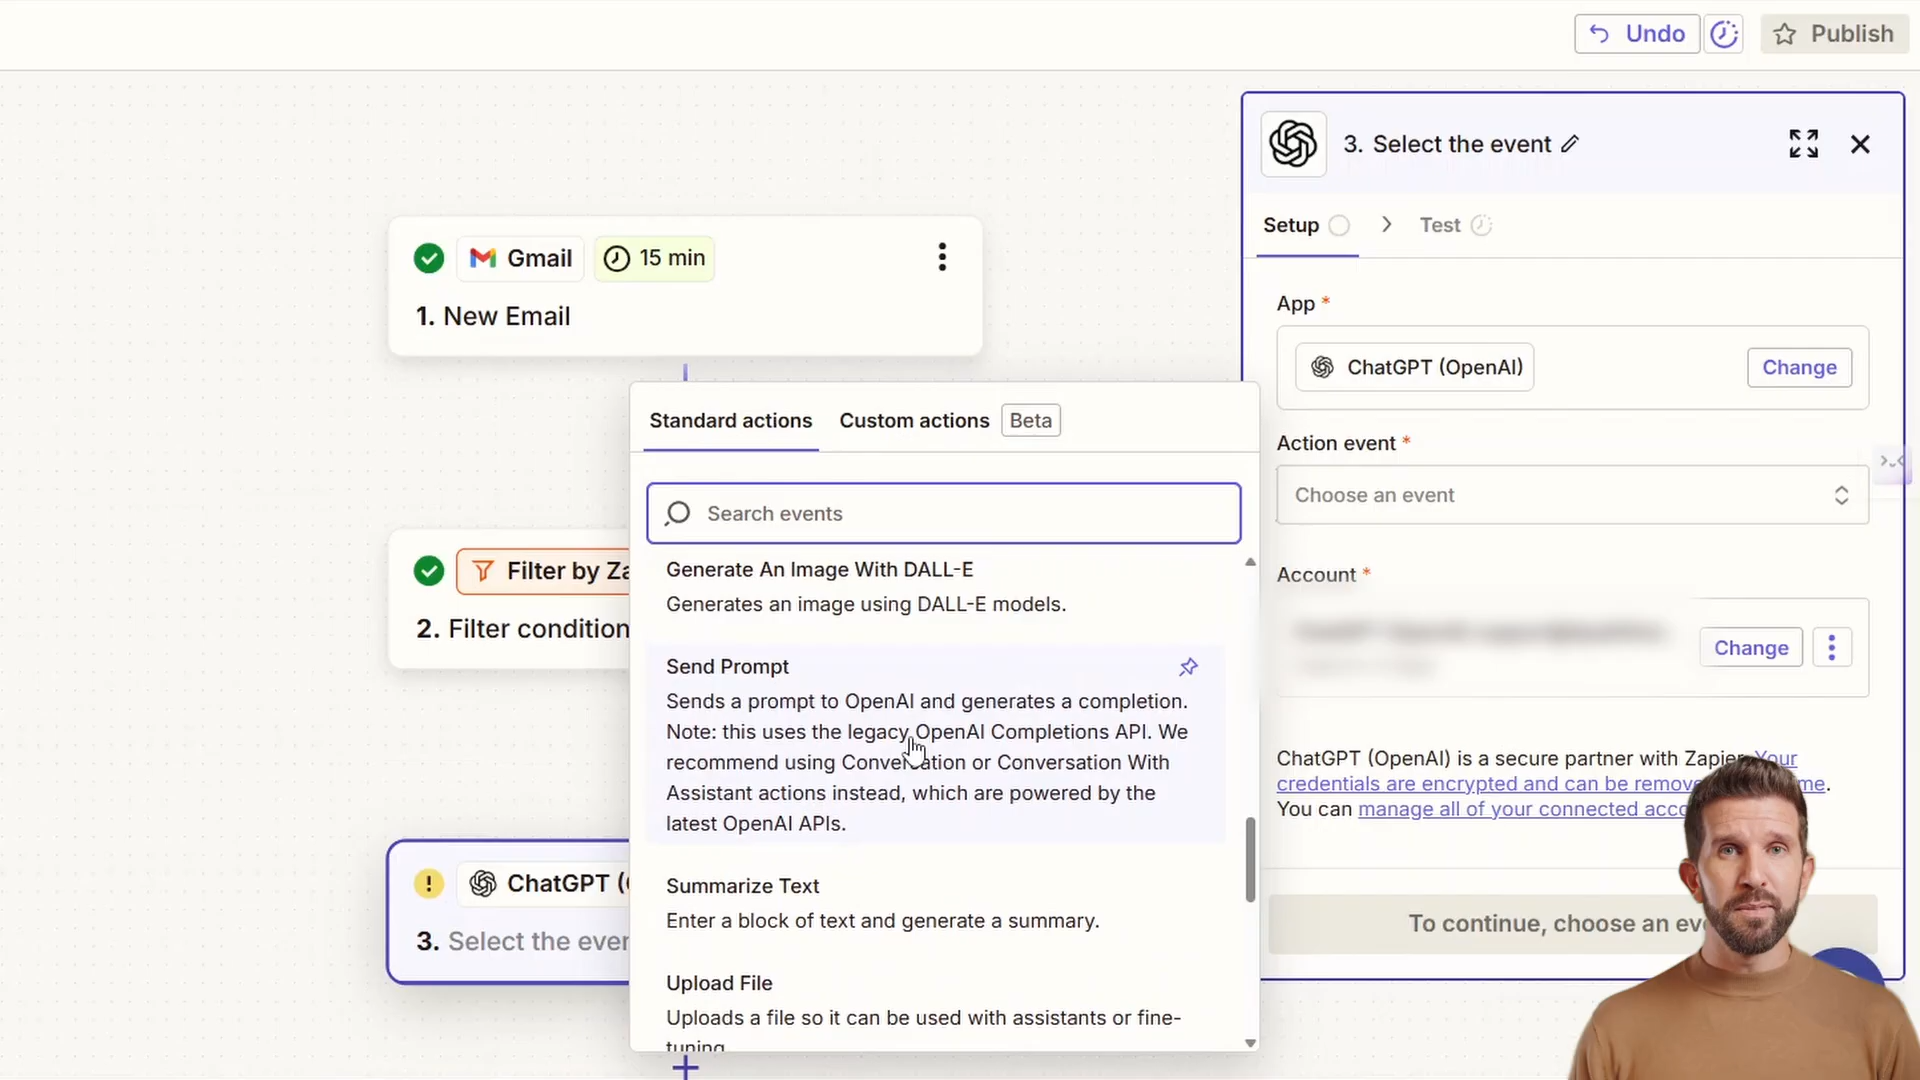 Undo
Publish
3. Select the event
Setup
Test
Gmail
15 min
1. New Email
App *
ChatGPT (OpenAI)
Change
Standard actions
Custom actions
Beta
Action event *
Choose an event
Search events
Filter by Za
2. Filter condition
Generate An Image With DALL-E
Generates an image using DALL-E models.
Account *
Change
Send Prompt
Sends a prompt to OpenAI and generates a completion.
Note: this uses the legacy OpenAI Completions API. We
recommend using Conversation or Conversation With
Assistant actions instead, which are powered by the
latest OpenAI APIs.
ChatGPT (OpenAI) is a secure partner with Zapier. Your
credentials are encrypted and can be remove me.
You can manage all of your connected acco
ChatGPT (
3. Select the even
Summarize Text
Enter a block of text and generate a summary.
To continue, choose an eve
Upload File
Uploads a file so it can be used with assistants or fine-
tuning.